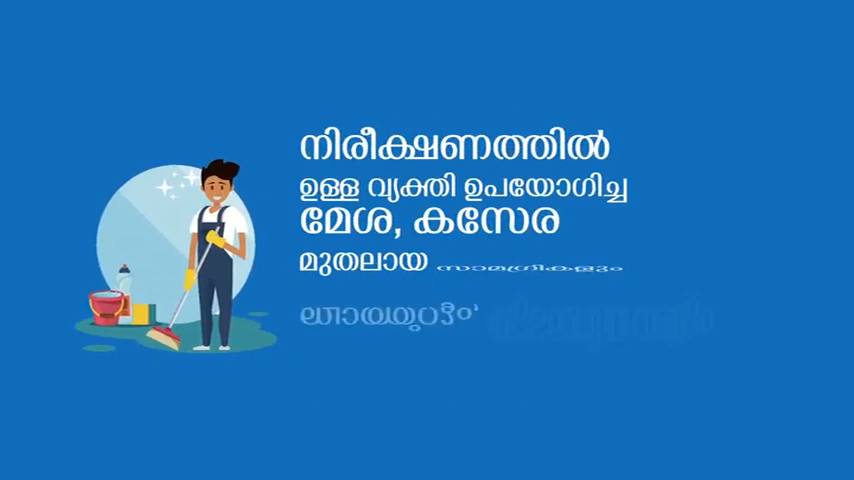 നിരീക്ഷണത്തിൽ
ഉള്ള വ്യക്തി ഉപയോഗിച്ച
മേശ, കസേര
മുതലായ സാമഗ്രികളും